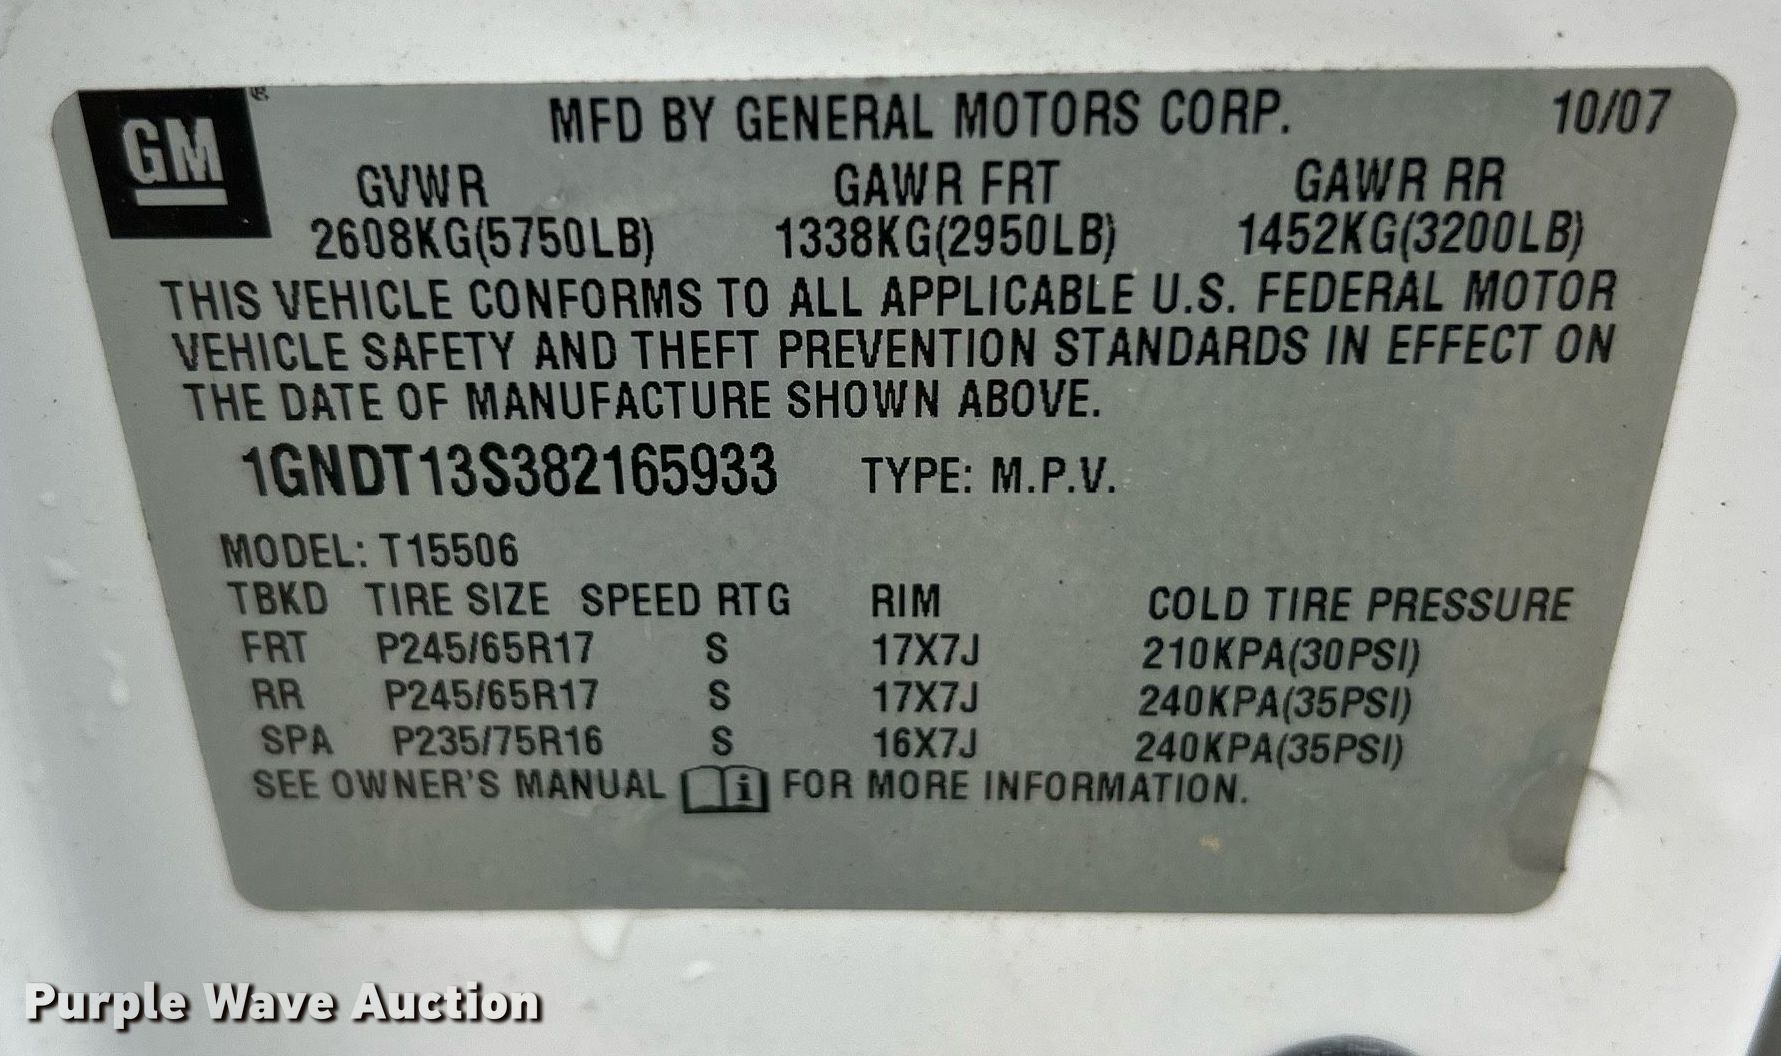 GM ® MFD BY GENERAL MOTORS CORP. 10/07
GVWR GAWR FRT GAWR RR
2608KG(5750LB) 1338KG(2950LB) 1452KG(3200LB)
THIS VEHICLE CONFORMS TO ALL APPLICABLE U.S. FEDERAL MOTOR
VEHICLE SAFETY AND THEFT PREVENTION STANDARDS IN EFFECT ON
THE DATE OF MANUFACTURE SHOWN ABOVE.
1GNDT13S382165933 TYPE: M.P.V.
MODEL: T15506
TBKD TIRE SIZE SPEED RTG RIM COLD TIRE PRESSURE
FRT P245/65R17 S 17X7J 210KPA(30PSI)
RR P245/65R17 S 17X7J 240KPA(35PSI)
SPA P235/75R16 S 16X7J 240KPA(35PSI)
SEE OWNER'S MANUAL i FOR MORE INFORMATION.
Purple Wave Auction